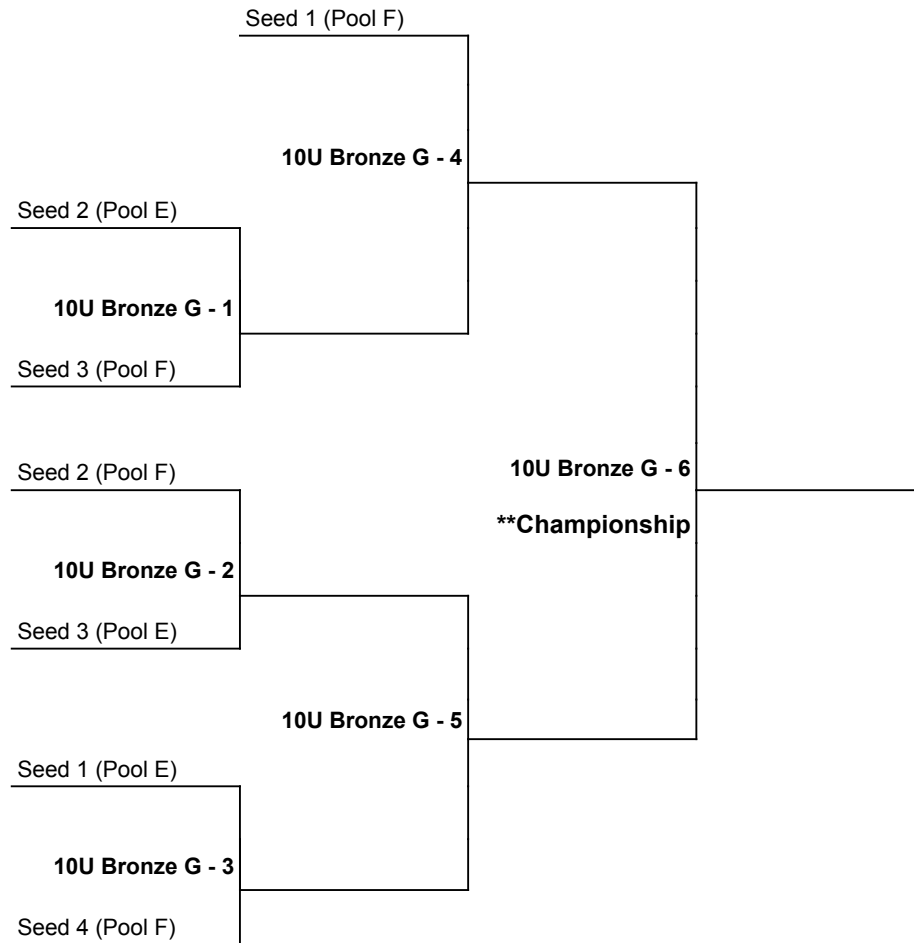 Seed 1 (Pool F)
10U Bronze G - 4
Seed 2 (Pool E)
10U Bronze G - 1
Seed 3 (Pool F)
Seed 2 (Pool F)
10U Bronze G - 6
**Championship
10U Bronze G - 2
Seed 3 (Pool E)
10U Bronze G - 5
Seed 1 (Pool E)
10U Bronze G - 3
Seed 4 (Pool F)